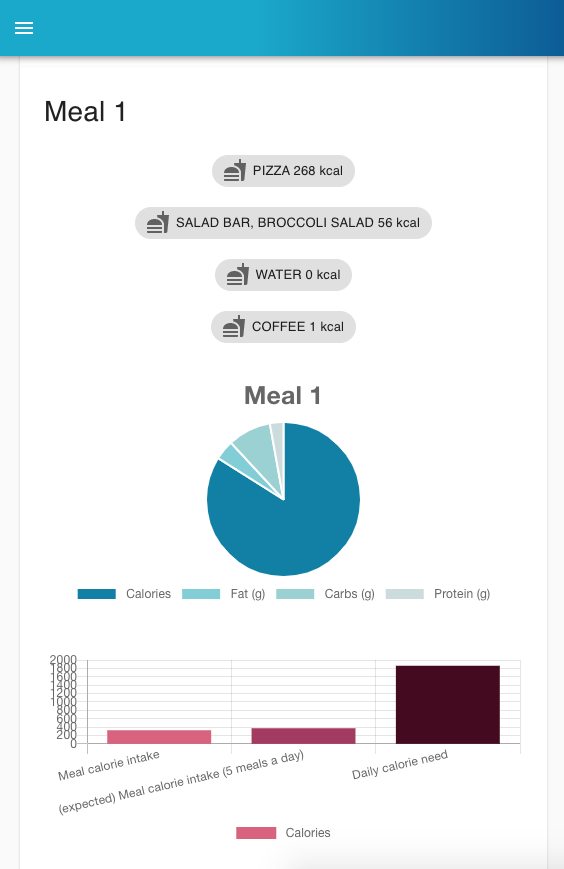 Meal 1
PIZZA 268 kcal
SALAD BAR, BROCCOLI SALAD 56 kcal
WATER 0 kcal
COFFEE 1 kcal
Meal 1
Calories Fat (g) Carbs (g) Protein (g)
2000
1800
1600
1400
1200
1000
800
600
400
200
0
Meal calorie intake
(expected) Meal calorie intake (5 meals a day)
Daily calorie need
Calories